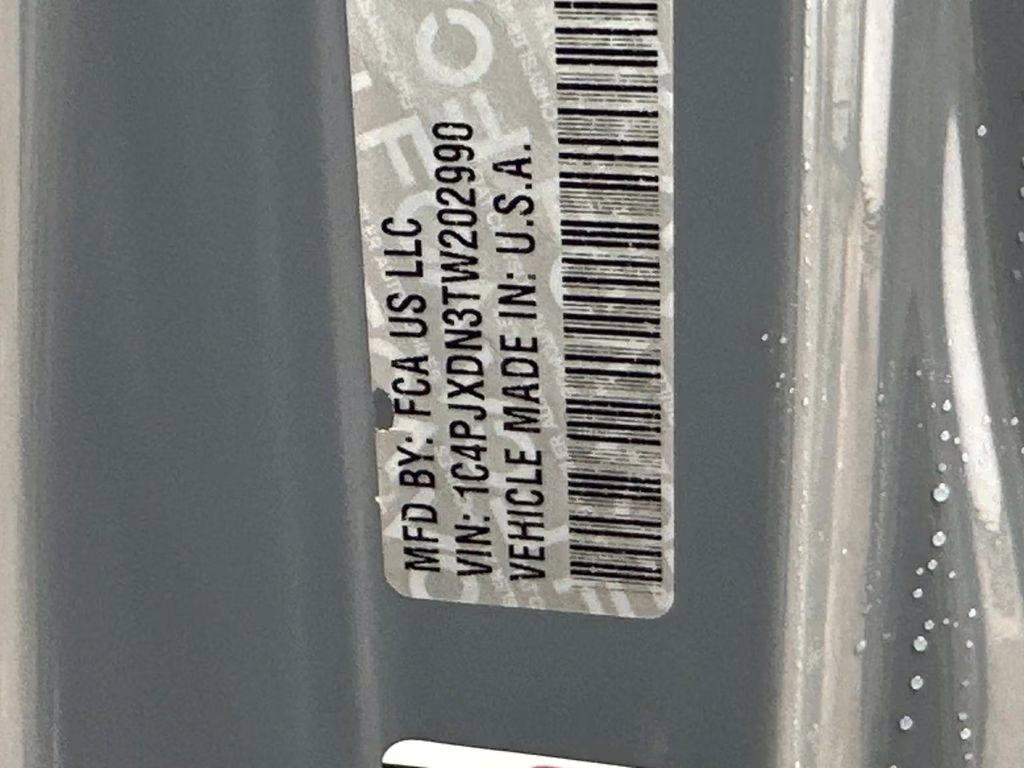 MFD BY: FCA US LLC
VIN: 1C4PJXDN3TW202990
VEHICLE MADE IN: U.S.A.